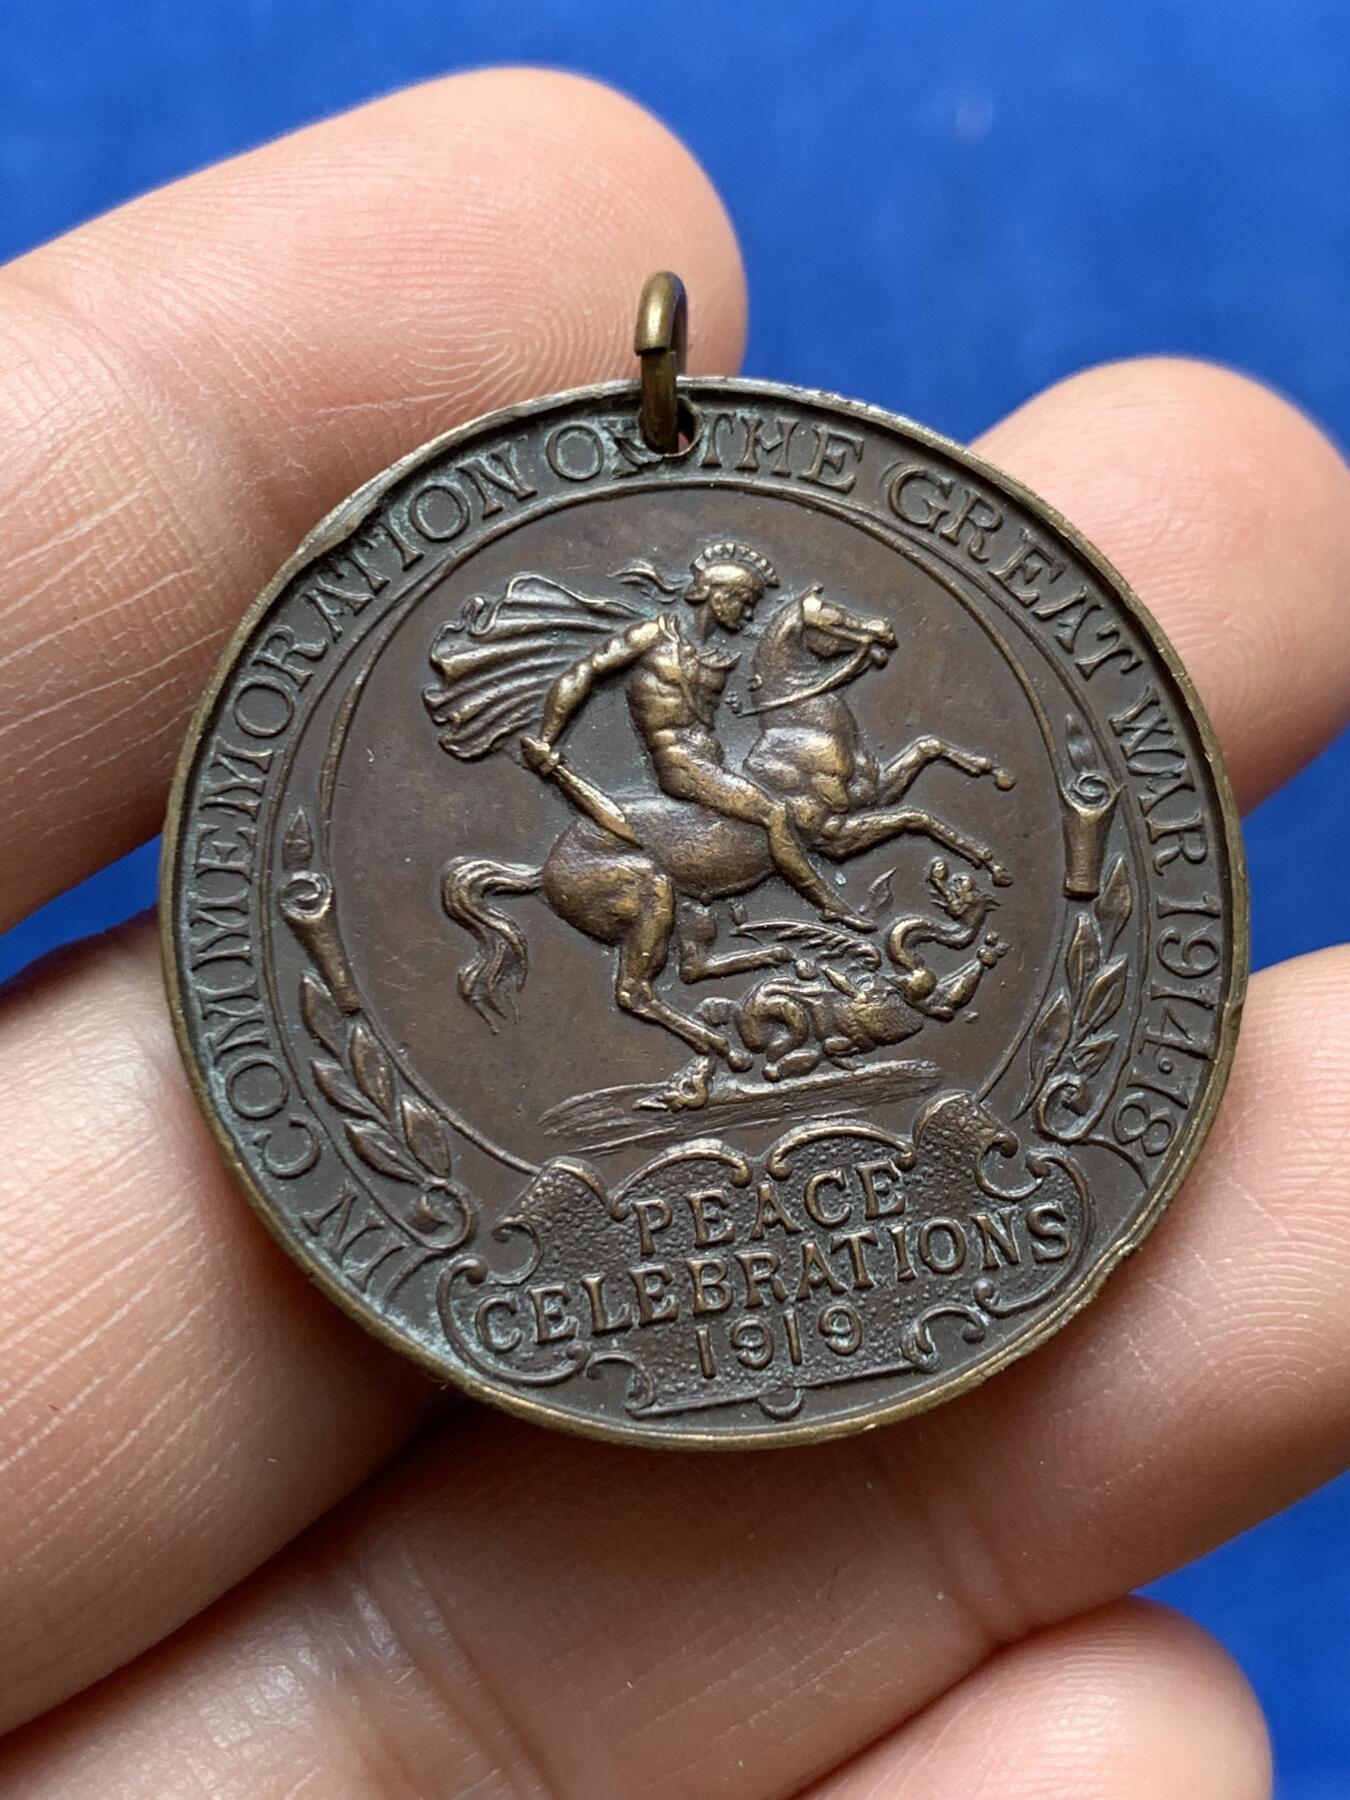 IN COMMEMORATION OF THE GREAT WAR 1914·18
PEACE
CELEBRATIONS
1919